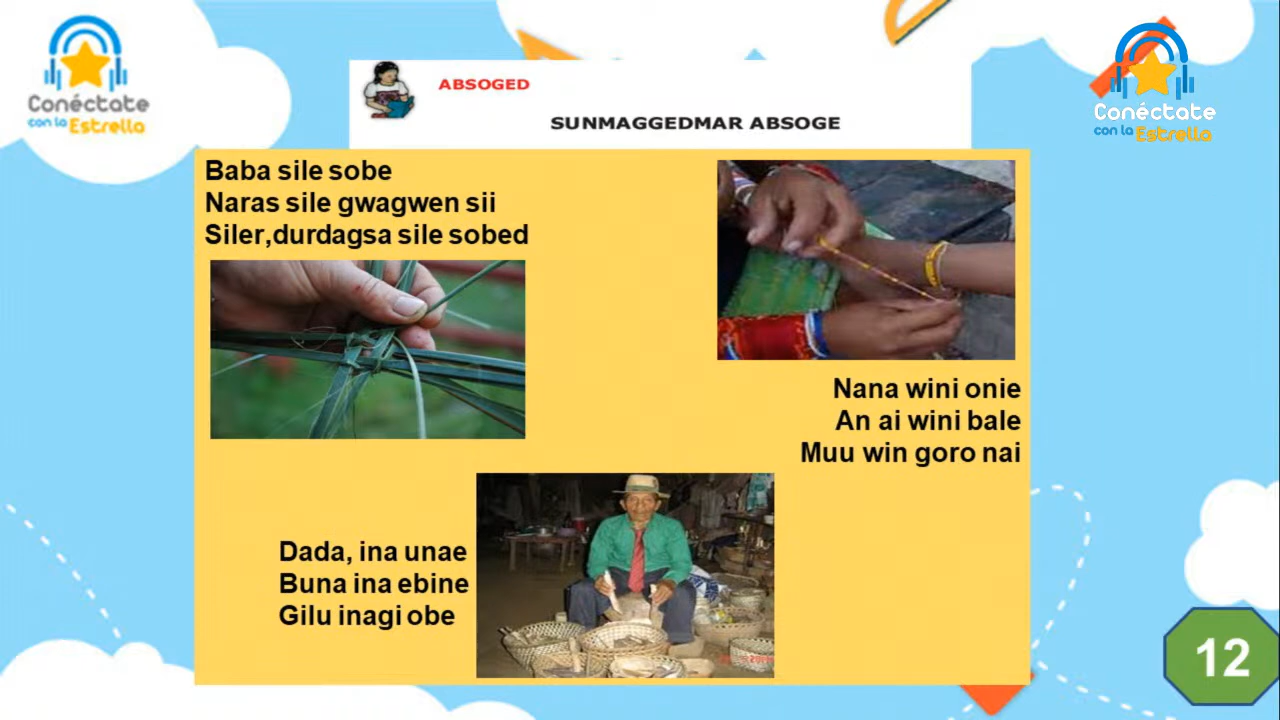 Conéctate
con la Estrella
ABSOGED
SUNMAGGEDMAR ABSOGE
Conéctate
con la Estrella
Baba sile sobe
Naras sile gwagwen sii
Siler,durdagsa sile sobed
Nana wini onie
An ai wini bale
Muu win goro nai
Dada, ina unae
Buna ina ebine
Gilu inagi obe
12